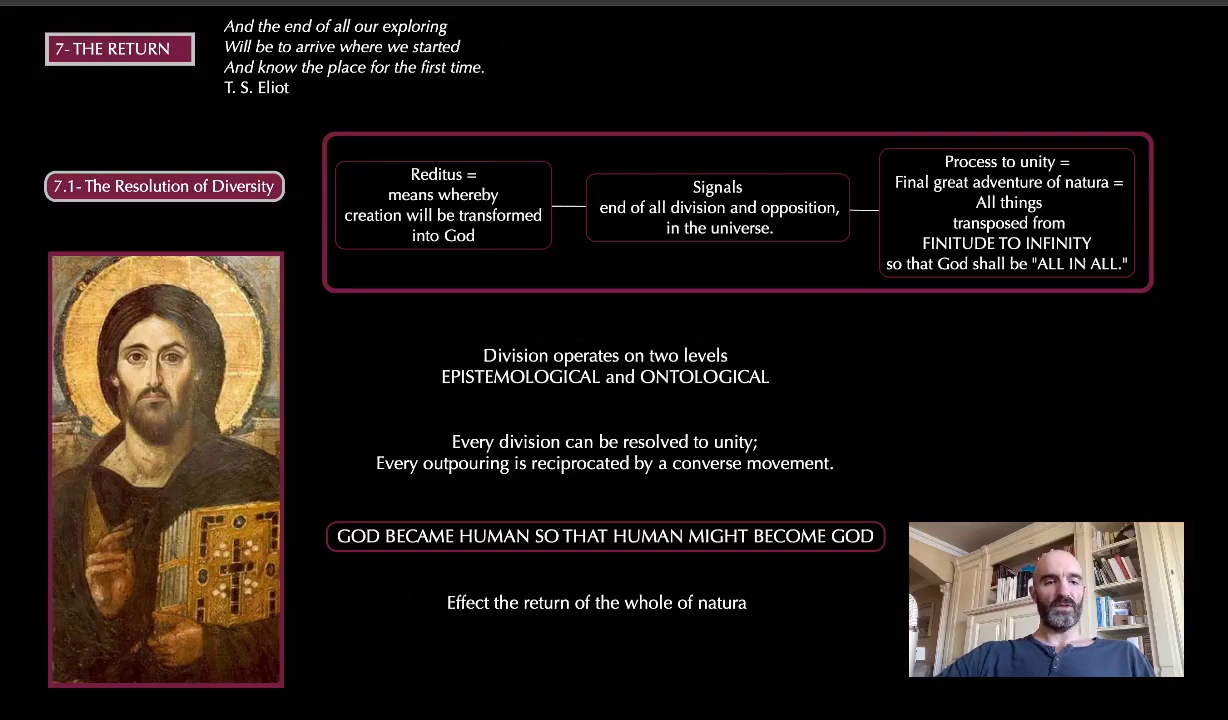 7- THE RETURN
And the end of all our exploring
Will be to arrive where we started
And know the place for the first time.
T. S. Eliot
7.1- The Resolution of Diversity
Reditus =
means whereby
creation will be transformed
into God
Signals
end of all division and opposition,
in the universe.
Process to unity =
Final great adventure of natura =
All things
transposed from
FINITUDE TO INFINITY
so that God shall be "ALL IN ALL."
Division operates on two levels
EPISTEMOLOGICAL and ONTOLOGICAL
Every division can be resolved to unity;
Every outpouring is reciprocated by a converse movement.
GOD BECAME HUMAN SO THAT HUMAN MIGHT BECOME GOD
Effect the return of the whole of natura